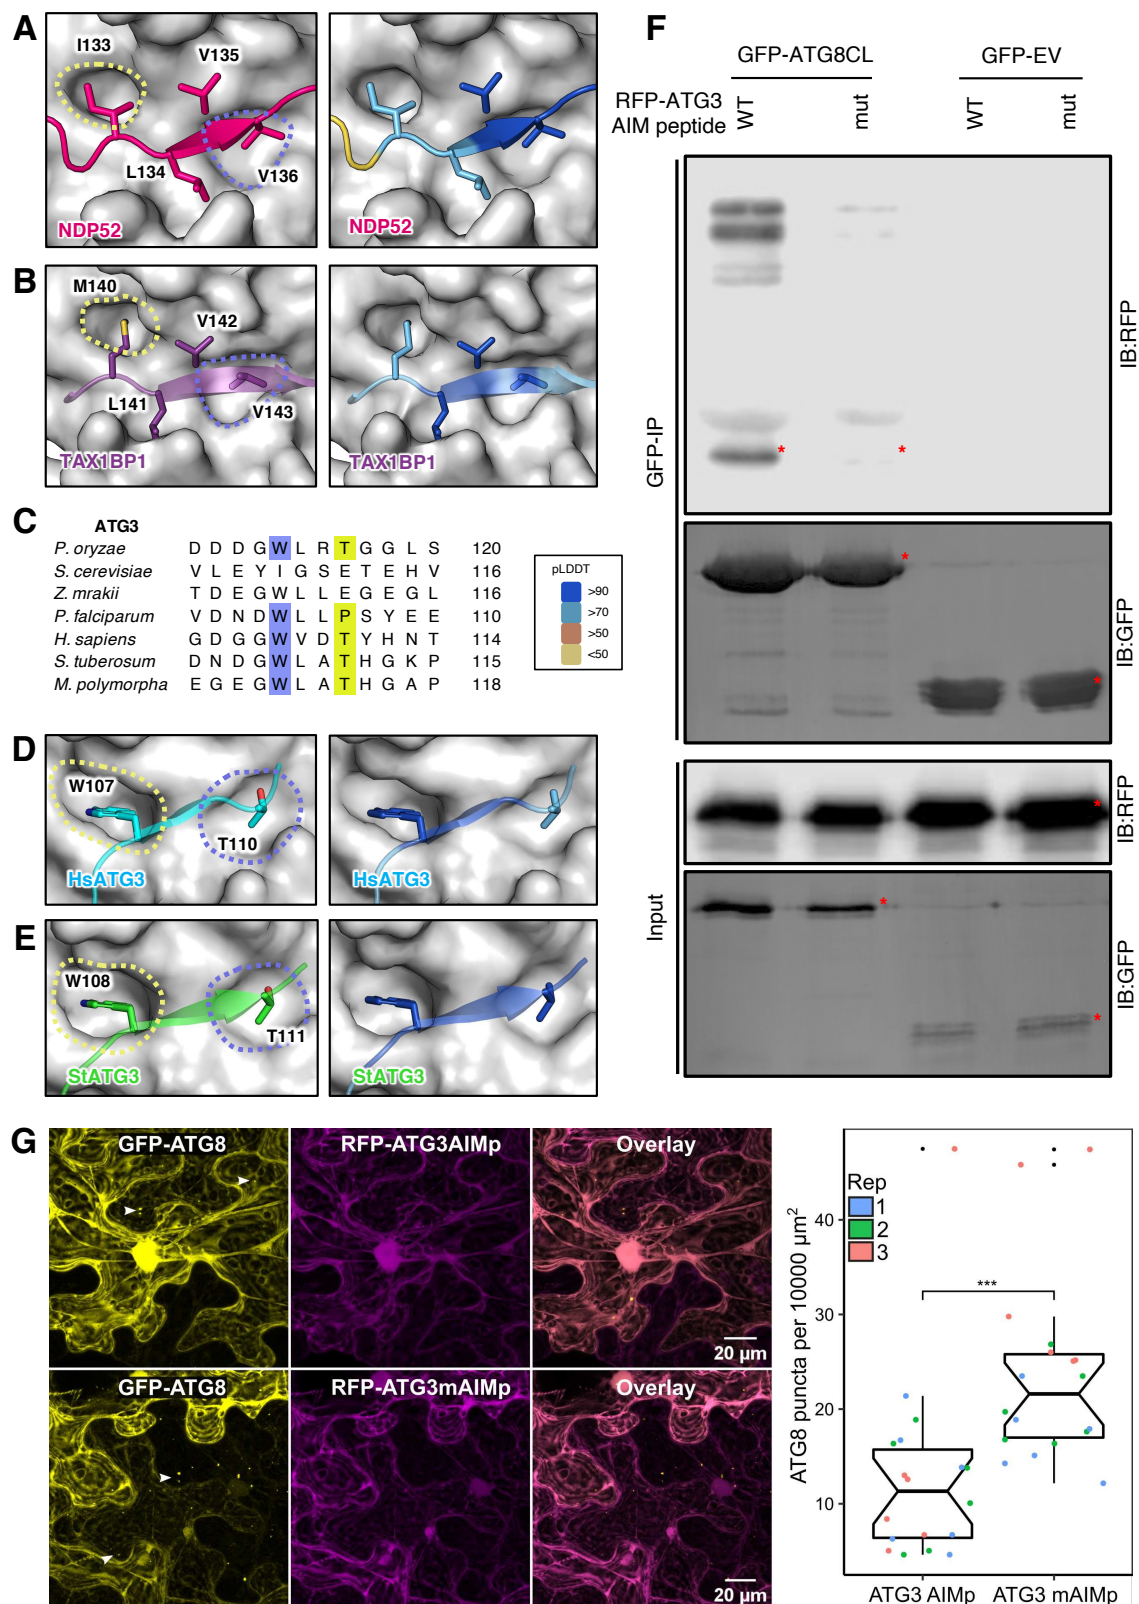 A
I133
V135
L134
V136
NDP52
NDP52
B
M140
V142
L141
V143
TAX1BP1
TAX1BP1
C
ATG3
P. oryzae D D D G W L R T G G L S 120
S. cerevisiae V L E Y I G S E T E H V 116
Z. mrakii T D E G W L L E G E G L 116
P. falciparum V D N D W L L P S Y E E 110
H. sapiens G D G G W V D T Y H N T 114
S. tuberosum D N D G W L A T H G K P 115
M. polymorpha E G E G W L A T H G A P 118
pLDDT
>90
>70
>50
<50
D
W107
T110
HsATG3
HsATG3
E
W108
T111
StATG3
StATG3
F
GFP-ATG8CL GFP-EV
RFP-ATG3
AIM peptide
WT mut WT mut
GFP-IP
IB:RFP
*
*
IB:GFP
*
*
Input
IB:RFP
*
IB:GFP
*
*
G
GFP-ATG8 RFP-ATG3AIMp Overlay
20 µm
GFP-ATG8 RFP-ATG3mAIMp Overlay
20 µm
ATG8 puncta per 10000 µm²
Rep
1
2
3
40
30
20
10
***
ATG3 AIMp ATG3 mAIMp